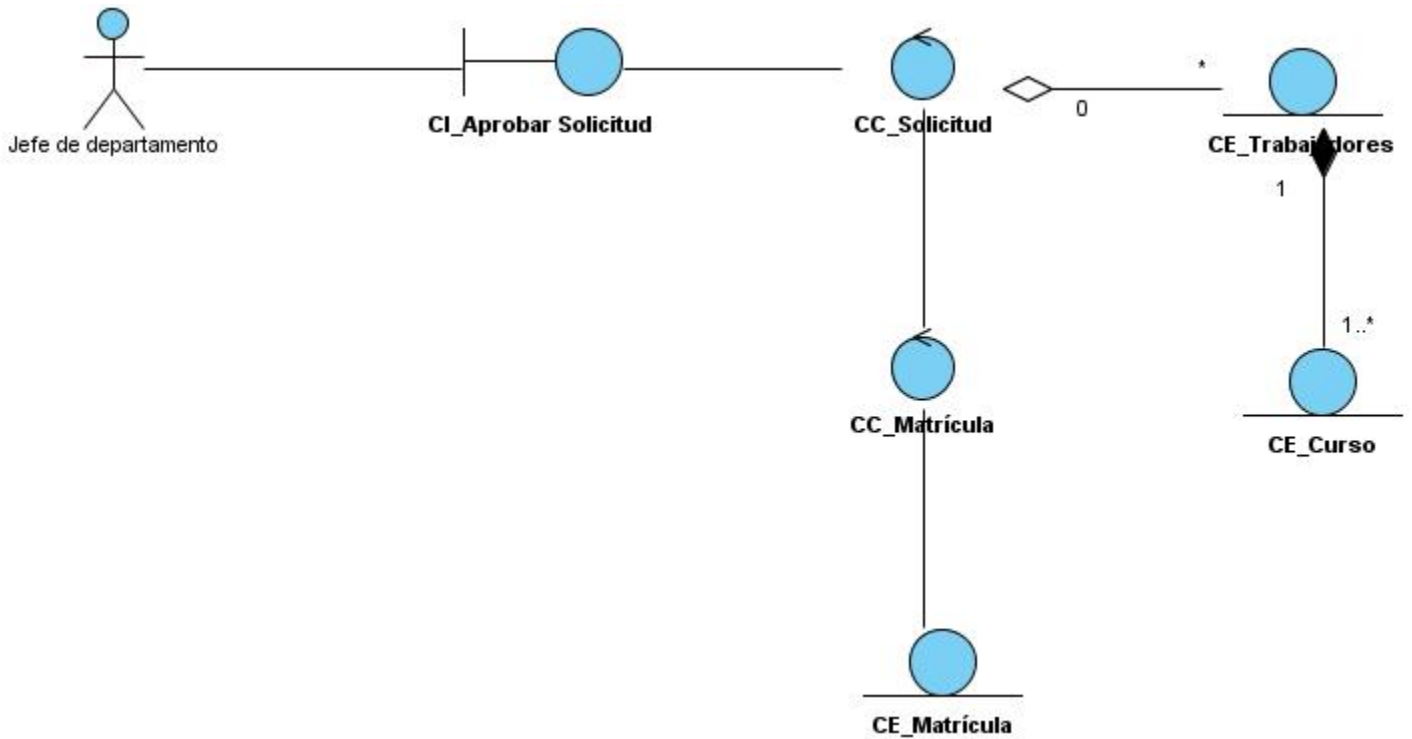 *
0
CI_Aprobar Solicitud
CC_Solicitud
Jefe de departamento
CE_Trabajadores
1
1..*
CC_Matrícula
CE_Curso
CE_Matrícula